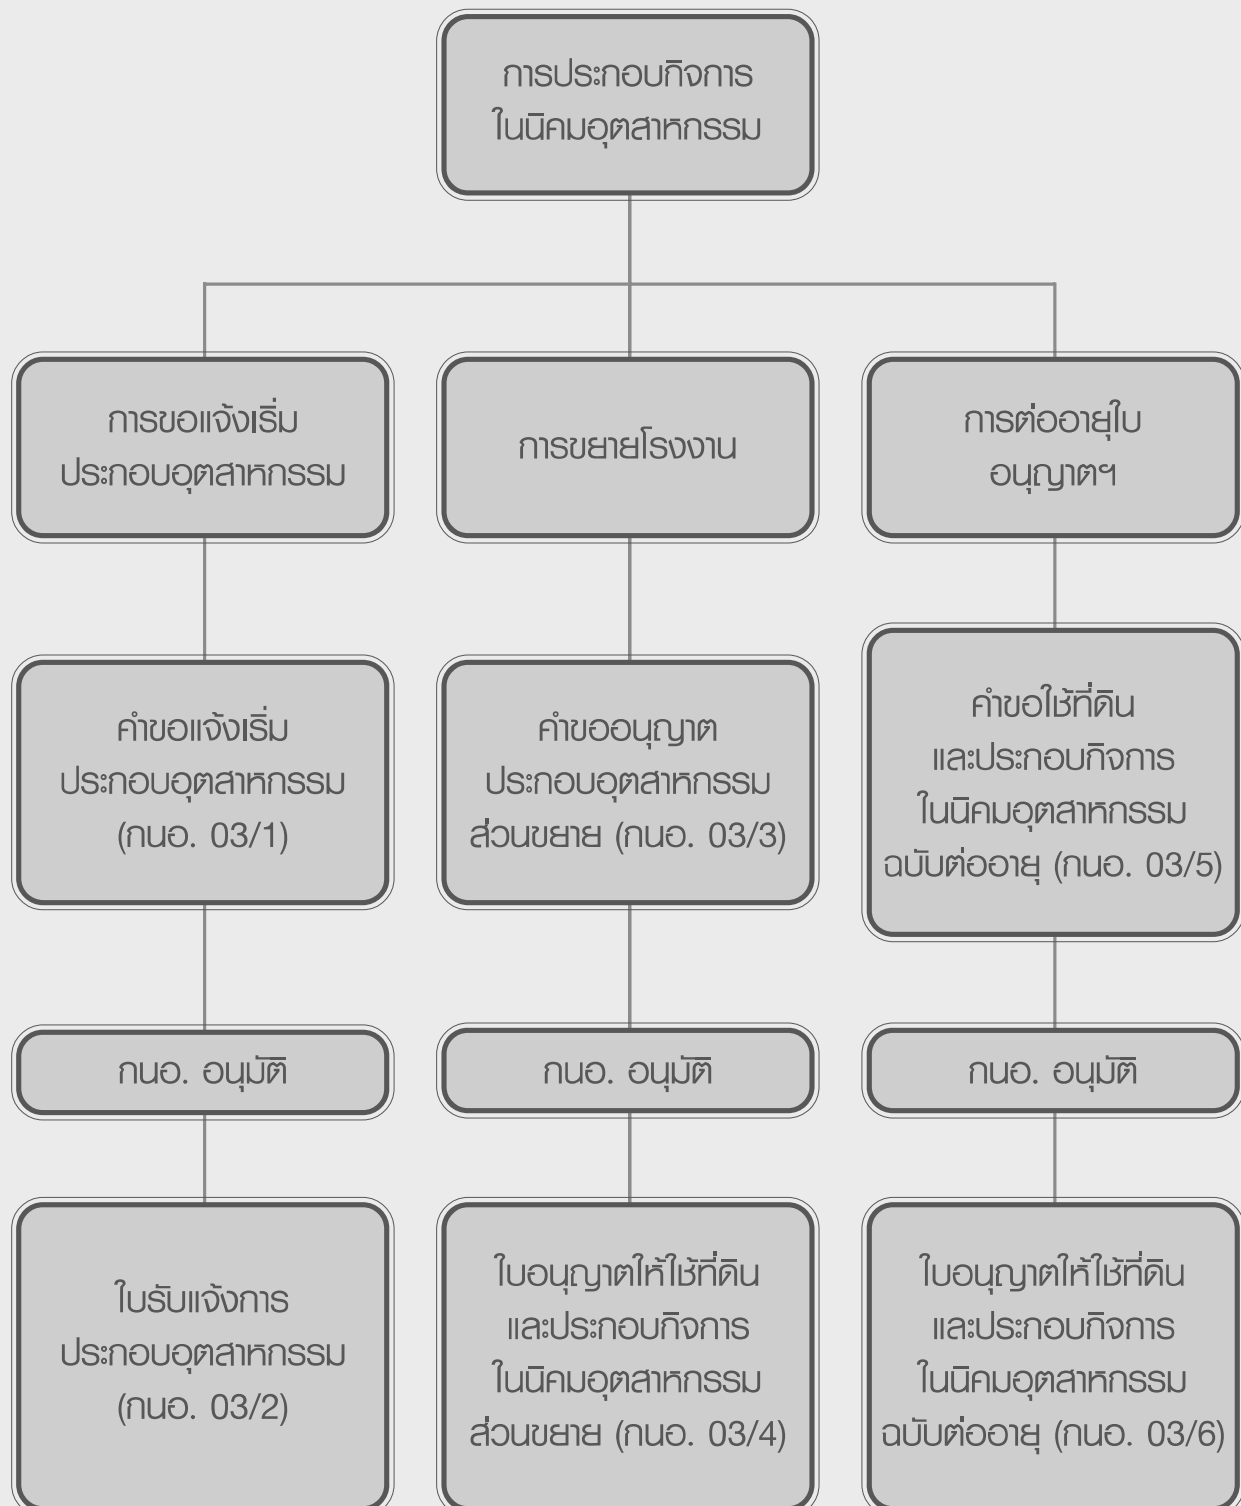 การประกอบกิจการ
ในนิคมอุตสาหกรรม
การขอแจ้งเริ่ม
ประกอบอุตสาหกรรม
การขยายโรงงาน
การต่ออายุใบ
อนุญาตฯ
คำขอแจ้งเริ่ม
ประกอบอุตสาหกรรม
(กนอ. 03/1)
คำขออนุญาต
ประกอบอุตสาหกรรม
ส่วนขยาย (กนอ. 03/3)
คำขอใช้ที่ดิน
และประกอบกิจการ
ในนิคมอุตสาหกรรม
ฉบับต่ออายุ (กนอ. 03/5)
กนอ. อนุมัติ
กนอ. อนุมัติ
กนอ. อนุมัติ
ใบรับแจ้งการ
ประกอบอุตสาหกรรม
(กนอ. 03/2)
ใบอนุญาตให้ใช้ที่ดิน
และประกอบกิจการ
ในนิคมอุตสาหกรรม
ส่วนขยาย (กนอ. 03/4)
ใบอนุญาตให้ใช้ที่ดิน
และประกอบกิจการ
ในนิคมอุตสาหกรรม
ฉบับต่ออายุ (กนอ. 03/6)